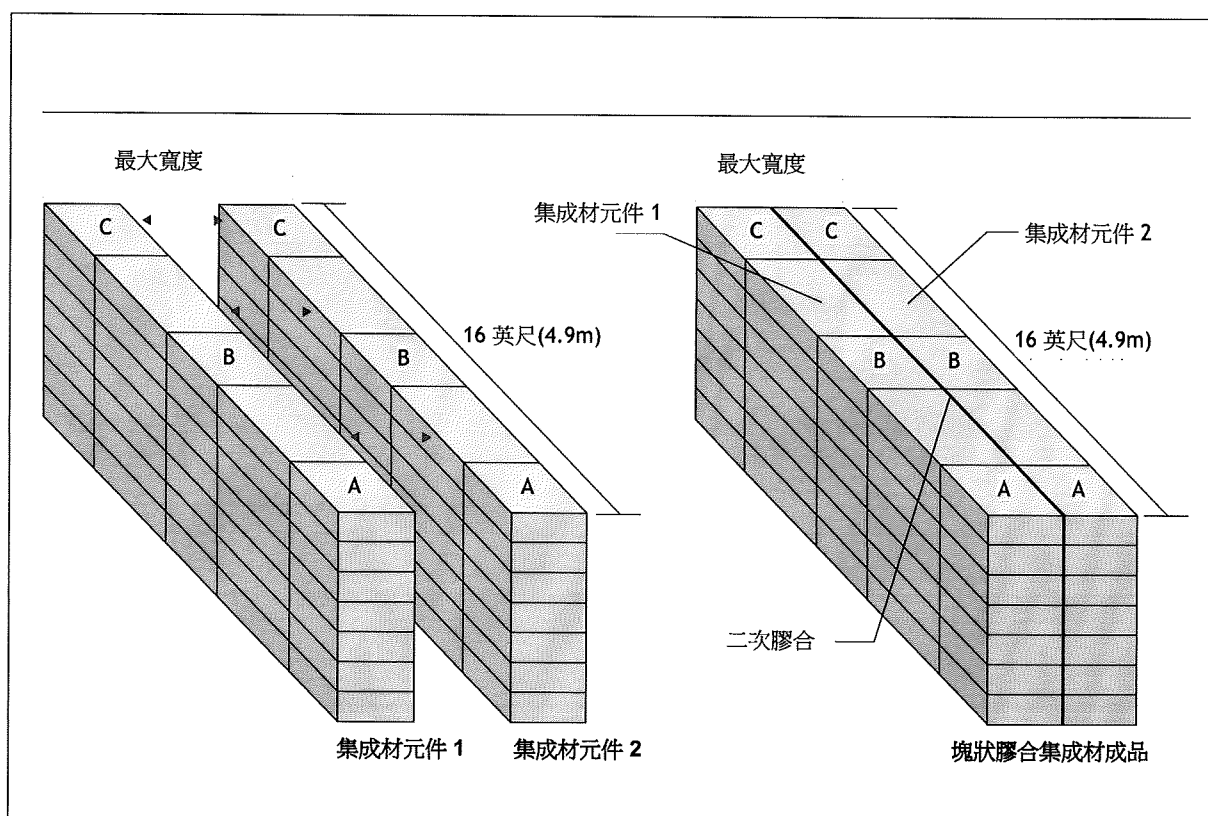 最大寬度
C
C
B
B
A
A
16 英尺(4.9m)
集成材元件 1
集成材元件 2
最大寬度
集成材元件 1
集成材元件 2
C C
B B
A A
16 英尺(4.9m)
二次膠合
塊狀膠合集成材成品